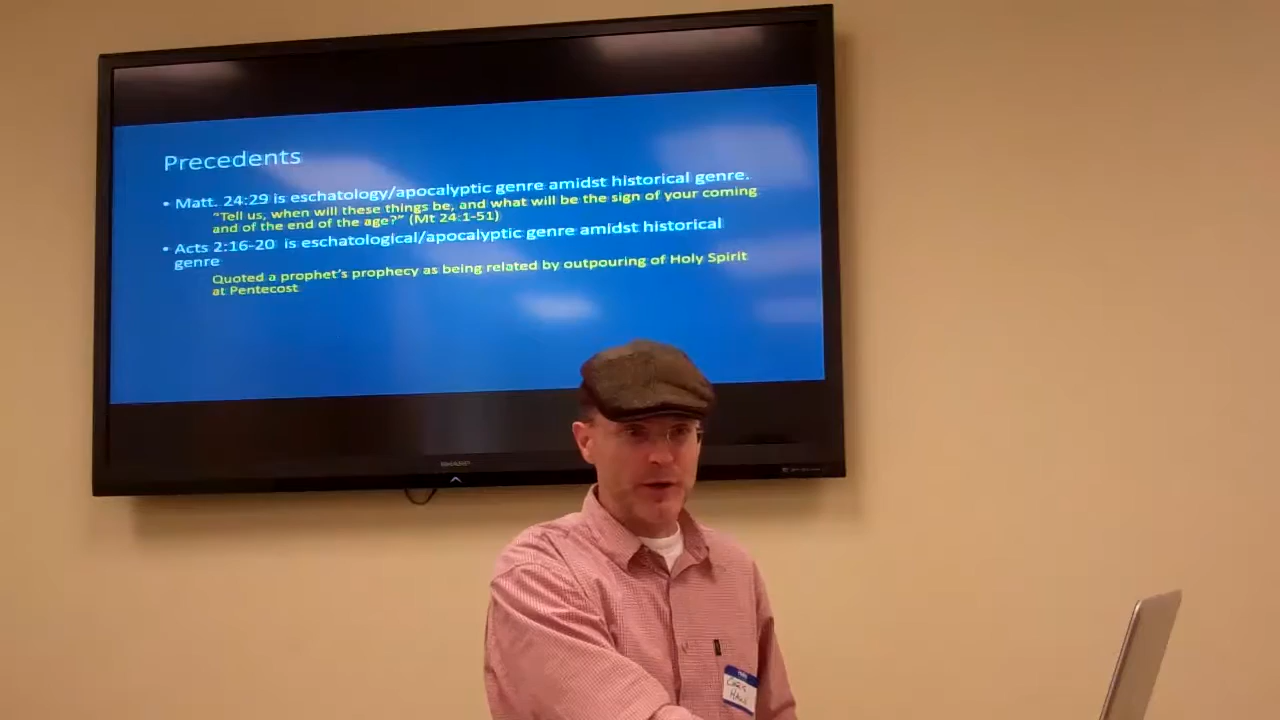 Precedents
• Matt. 24:29 is eschatology/apocalyptic genre amidst historical genre.
“Tell us, when will these things be, and what will be the sign of your coming
and of the end of the age?” (Mt 24:1-51)
• Acts 2:16-20 is eschatological/apocalyptic genre amidst historical
genre
Quoted a prophet’s prophecy as being related by outpouring of Holy Spirit
at Pentecost
SHARP